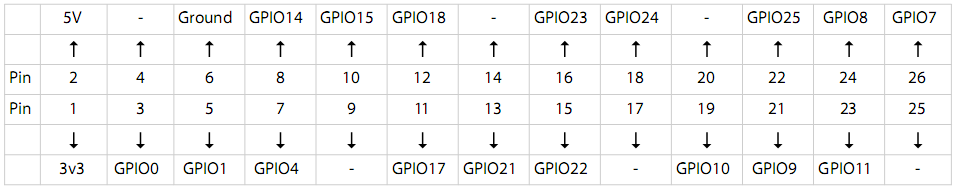 5V - Ground GPIO14 GPIO15 GPIO18 - GPIO23 GPIO24 - GPIO25 GPIO8 GPIO7
↑ ↑ ↑ ↑ ↑ ↑ ↑ ↑ ↑ ↑ ↑ ↑ ↑
Pin 2 4 6 8 10 12 14 16 18 20 22 24 26
Pin 1 3 5 7 9 11 13 15 17 19 21 23 25
↓ ↓ ↓ ↓ ↓ ↓ ↓ ↓ ↓ ↓ ↓ ↓ ↓
3v3 GPIO0 GPIO1 GPIO4 - GPIO17 GPIO21 GPIO22 - GPIO10 GPIO9 GPIO11 -